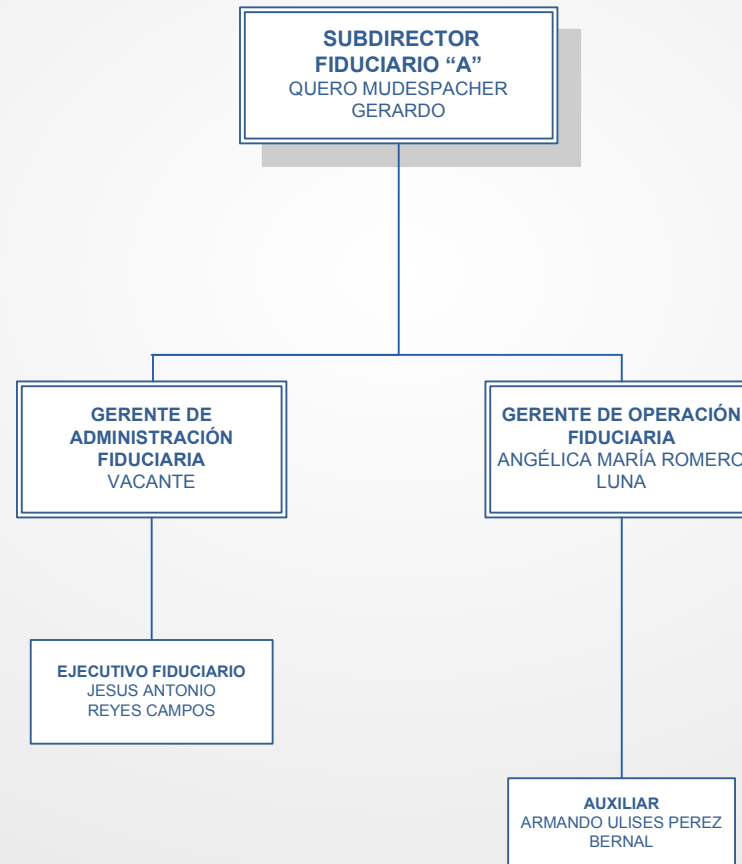 SUBDIRECTOR
FIDUCIARIO “A”
QUERO MUDESPACHER
GERARDO
GERENTE DE
ADMINISTRACIÓN
FIDUCIARIA
VACANTE
GERENTE DE OPERACIÓN
FIDUCIARIA
ANGÉLICA MARÍA ROMERO
LUNA
EJECUTIVO FIDUCIARIO
JESUS ANTONIO
REYES CAMPOS
AUXILIAR
ARMANDO ULISES PEREZ
BERNAL